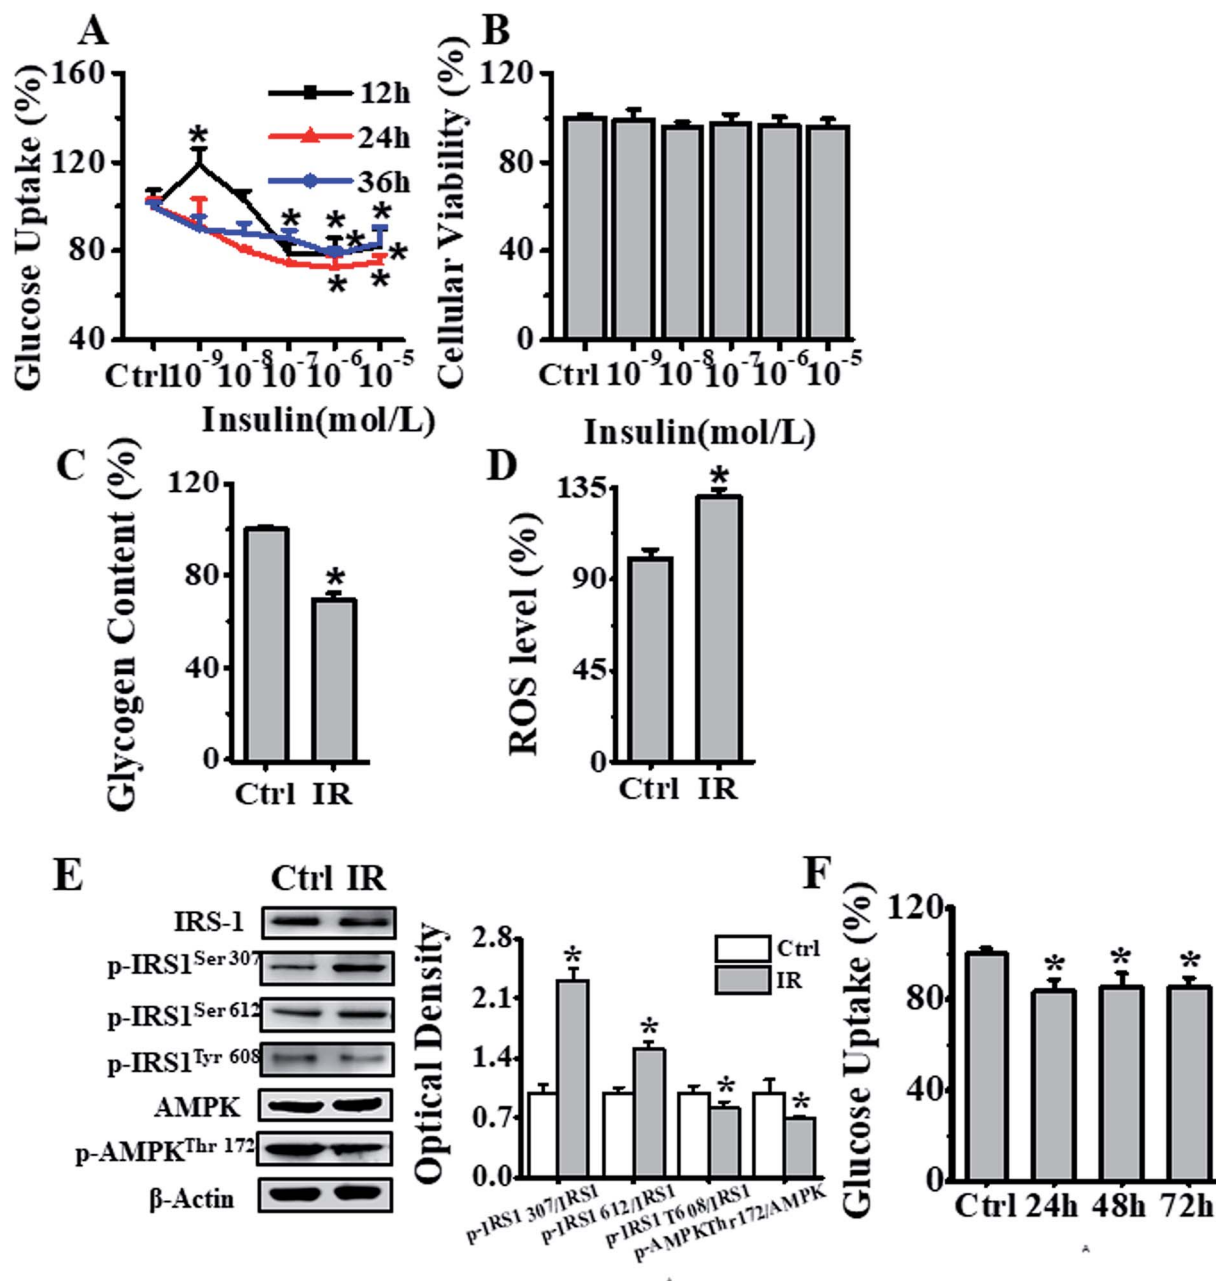 A
Glucose Uptake (%)
160
120
80
40
12h
24h
36h
*
* * *
* *
* *
Ctrl 10-9 10-8 10-7 10-6 10-5
Insulin(mol/L)
B
Cellular Viability (%)
120
80
40
0
Ctrl 10-9 10-8 10-7 10-6 10-5
Insulin(mol/L)
C
Glycogen Content (%)
120
80
40
0
*
Ctrl IR
D
ROS level (%)
135
90
45
0
*
Ctrl IR
E
Ctrl IR
IRS-1
p-IRS1Ser 307
p-IRS1Ser 612
p-IRS1Tyr 608
AMPK
p-AMPKThr 172
β-Actin
Optical Density
2.8
2.1
1.4
0.7
0.0
Ctrl
IR
* * * *
p-IRS1 307/IRS1
p-IRS1 612/IRS1
p-IRS1 T608/IRS1
p-AMPKThr172/AMPK
F
Glucose Uptake (%)
120
80
40
0
* * *
Ctrl 24h 48h 72h
A